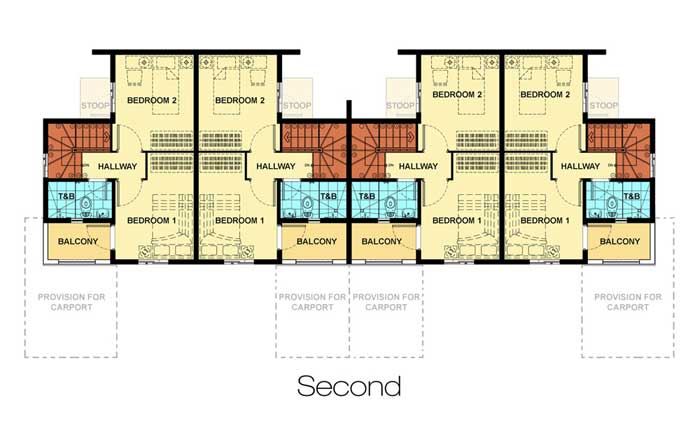 BEDROOM 2
BEDROOM 2
BEDROOM 2
BEDROOM 2
STOOP
STOOP
STOOP
STOOP
HALLWAY
HALLWAY
HALLWAY
HALLWAY
T&B
T&B
T&B
T&B
BEDROOM 1
BEDROOM 1
BEDROOM 1
BEDROOM 1
BALCONY
BALCONY
BALCONY
BALCONY
PROVISION FOR
CARPORT
PROVISION FOR
CARPORT
PROVISION FOR
CARPORT
PROVISION FOR
CARPORT
Second